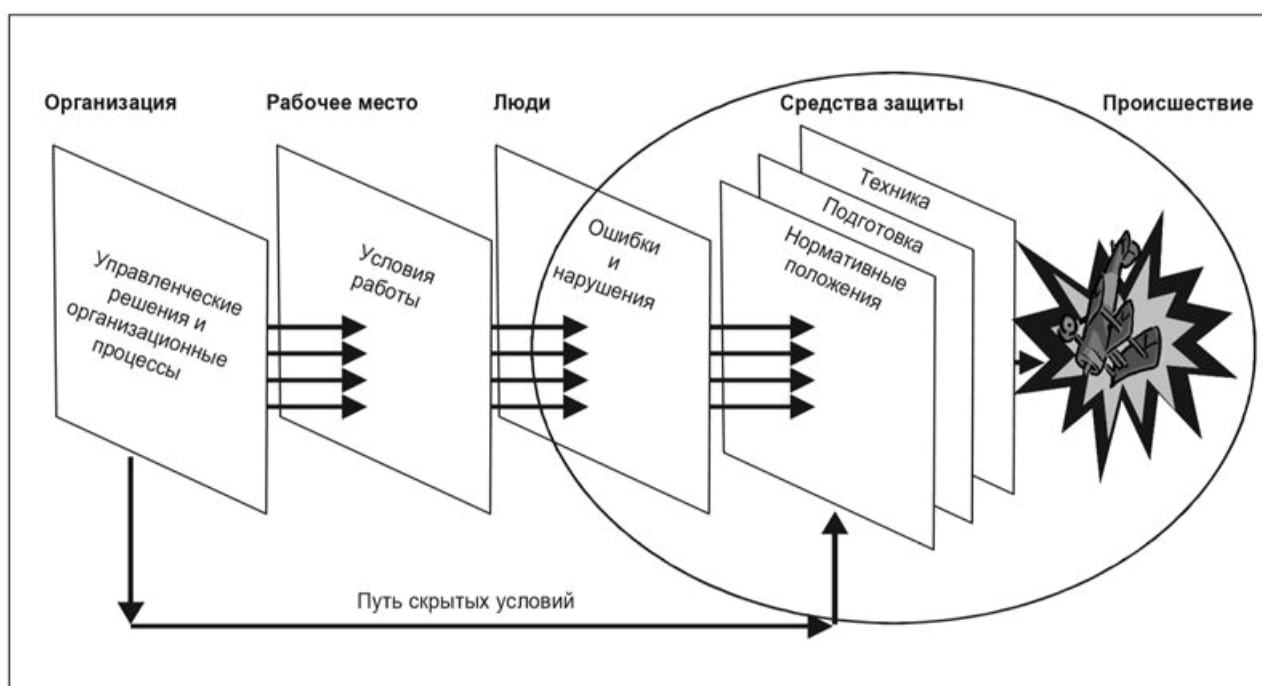 Организация
Рабочее место
Люди
Средства защиты
Происшествие
Управленческие
решения и
организационные
процессы
Условия
работы
Ошибки
и
нарушения
Техника
Подготовка
Нормативные
положения
Путь скрытых условий